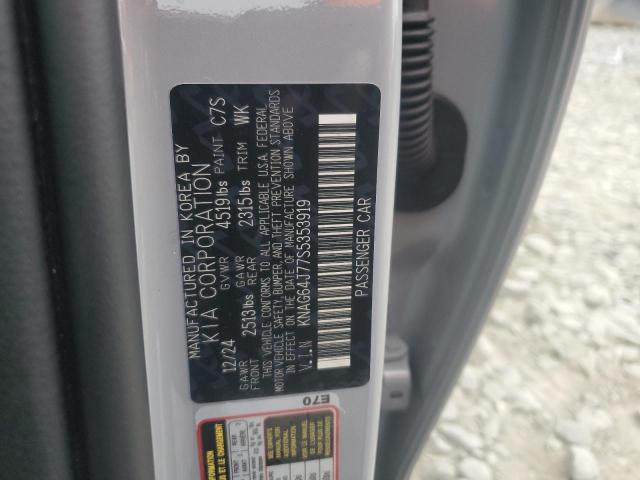 MANUFACTURED IN KOREA BY
KIA CORPORATION
12/24 GVWR 4519lbs PAINT C7S
GAWR FRONT 2513lbs GAWR REAR 2315lbs TRIM WK
THIS VEHICLE CONFORMS TO ALL APPLICABLE U.S.A. FEDERAL
MOTOR VEHICLE SAFETY, BUMPER, AND THEFT PREVENTION STANDARDS
IN EFFECT ON THE DATE OF MANUFACTURE SHOWN ABOVE
V.I.N KNAG64J77S5353919
PASSENGER CAR
E70